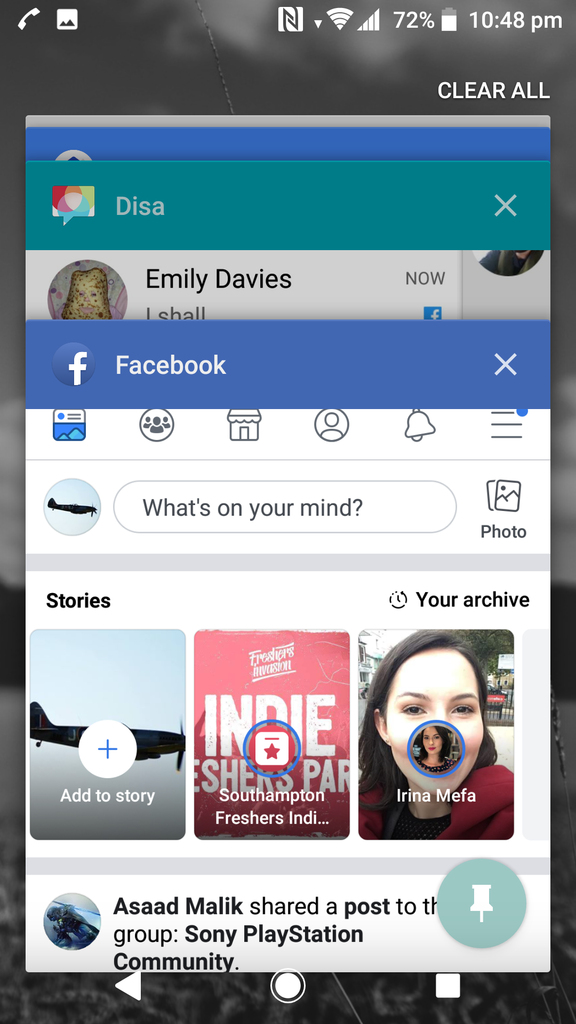 72% 10:48 pm
CLEAR ALL
Disa
Emily Davies NOW
I shall
Facebook
What's on your mind?
Photo
Stories Your archive
Freshers
Invasion
INDIE
ESHERS PAR
Add to story
Southampton
Freshers Indi...
Irina Mefa
Asaad Malik shared a post to th
group: Sony PlayStation
Community.